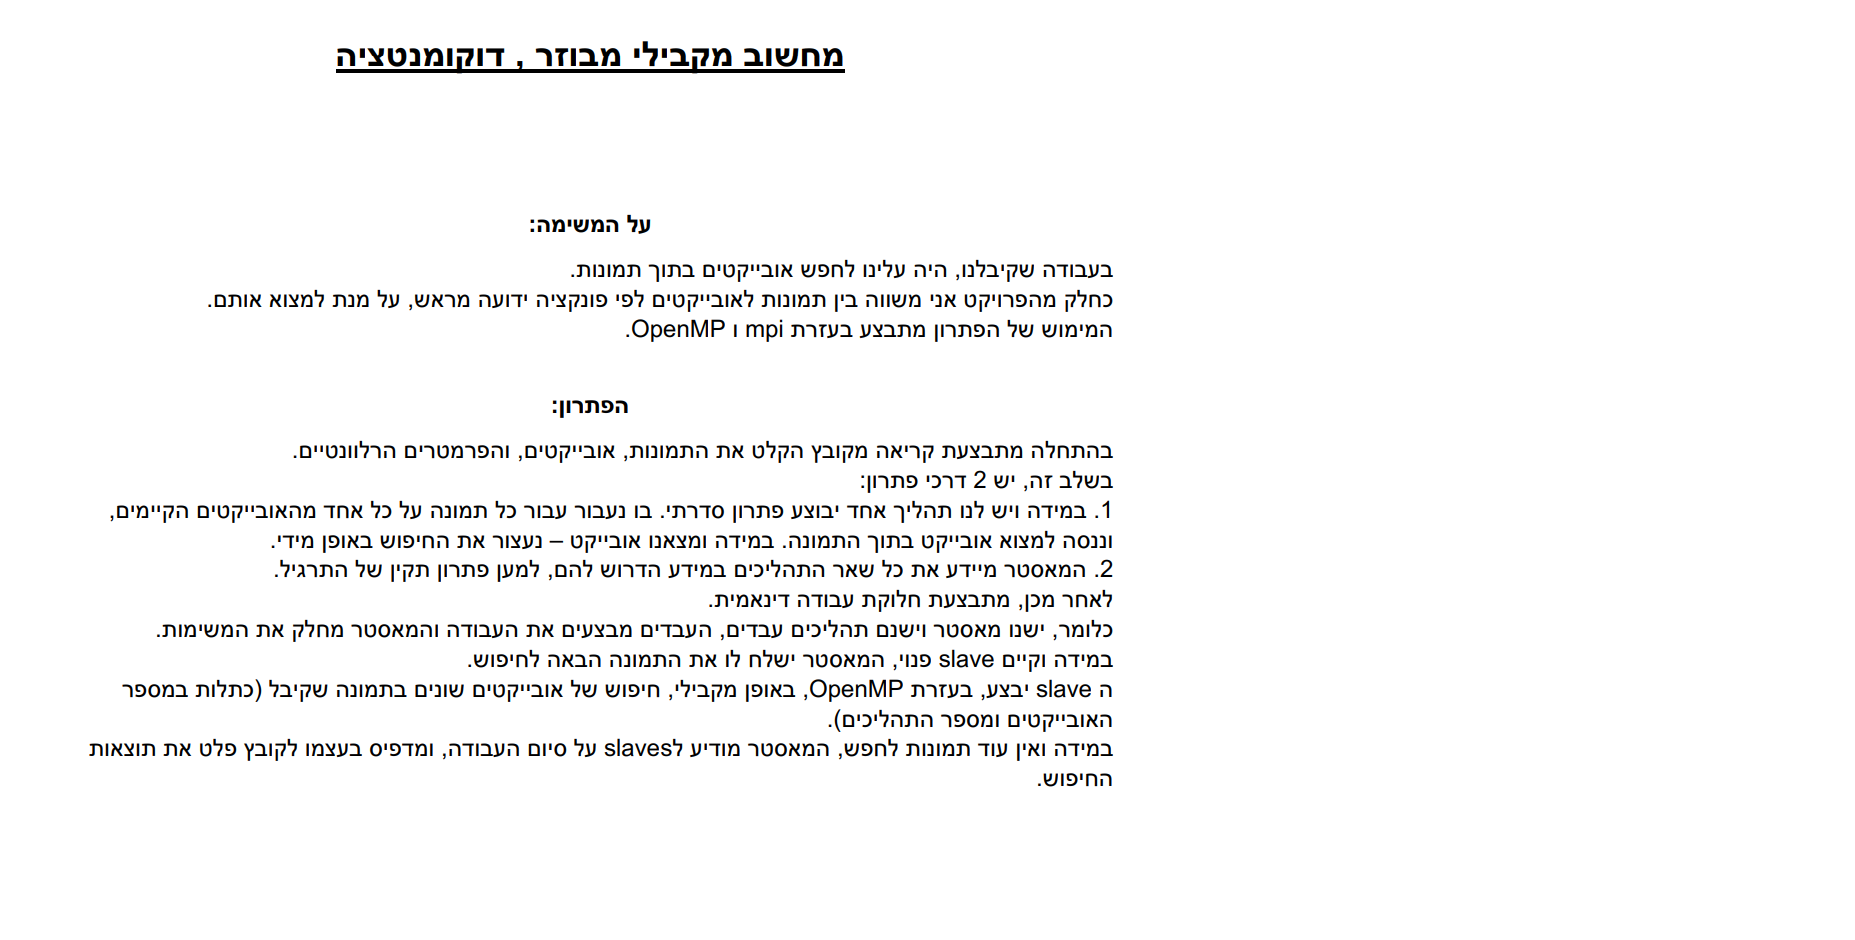 מחשוב מקבילי מבוזר , דוקומנטציה
על המשימה:
בעבודה שקיבלנו, היה עלינו לחפש אובייקטים בתוך תמונות.
כחלק מהפרויקט אני משווה בין תמונות לאובייקטים לפי פונקציה ידועה מראש, על מנת למצוא אותם.
המימוש של הפתרון מתבצע בעזרת mpi ו OpenMP.
הפתרון:
בהתחלה מתבצעת קריאה מקובץ הקלט את התמונות, אובייקטים, והפרמטרים הרלוונטיים.
בשלב זה, יש 2 דרכי פתרון:
1. במידה ויש לנו תהליך אחד יבוצע פתרון סדרתי. בו נעבור עבור כל תמונה על כל אחד מהאובייקטים הקיימים,
וננסה למצוא אובייקט בתוך התמונה. במידה ומצאנו אובייקט – נעצור את החיפוש באופן מידי.
2. המאסטר מיידע את כל שאר התהליכים במידע הדרוש להם, למען פתרון תקין של התרגיל.
לאחר מכן, מתבצעת חלוקת עבודה דינאמית.
כלומר, ישנו מאסטר וישנם תהליכים עבדים, העבדים מבצעים את העבודה והמאסטר מחלק את המשימות.
במידה וקיים slave פנוי, המאסטר ישלח לו את התמונה הבאה לחיפוש.
ה slave יבצע, בעזרת OpenMP, באופן מקבילי, חיפוש של אובייקטים שונים בתמונה שקיבל (כתלות במספר
האובייקטים ומספר התהליכים).
במידה ואין עוד תמונות לחפש, המאסטר מודיע לslaves על סיום העבודה, ומדפיס בעצמו לקובץ פלט את תוצאות
החיפוש.